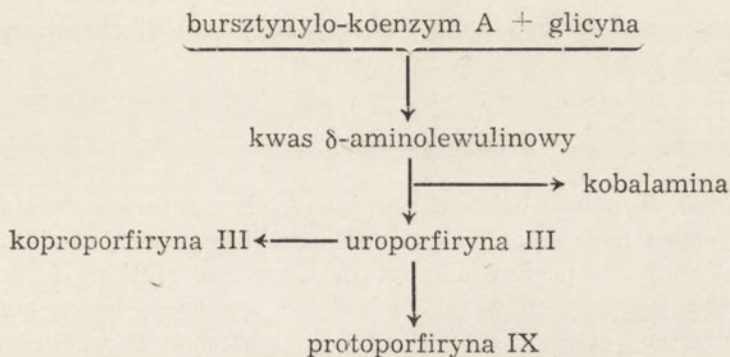 bursztynylo-koenzym A + glicyna
kwas δ-aminolewulinowy
kobalamina
koproporfiryna III uroporfiryna III
protoporfiryna IX